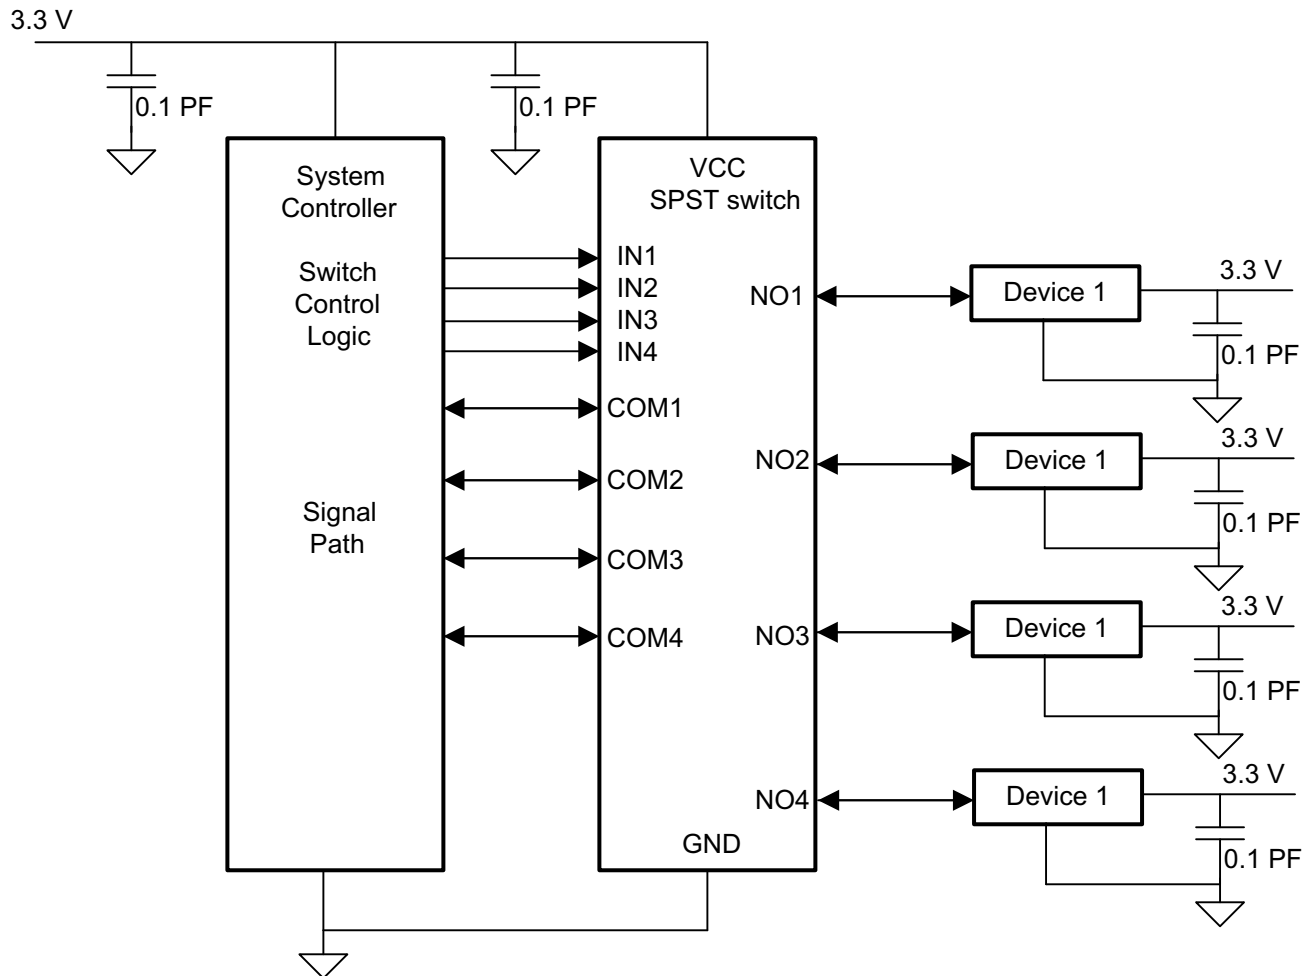 3.3 V
0.1 PF
0.1 PF
System
Controller
Switch
Control
Logic
Signal
Path
VCC
SPST switch
IN1
IN2
IN3
IN4
COM1
COM2
COM3
COM4
NO1
NO2
NO3
NO4
GND
Device 1
3.3 V
0.1 PF
Device 1
3.3 V
0.1 PF
Device 1
3.3 V
0.1 PF
Device 1
3.3 V
0.1 PF